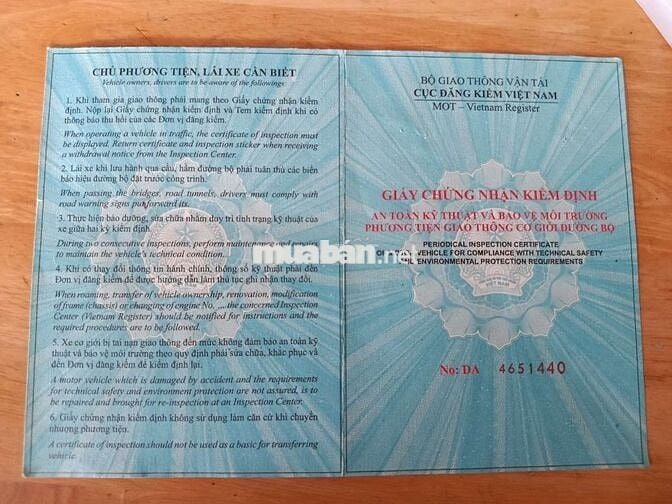 CHỦ PHƯƠNG TIỆN, LÁI XE CẦN BIẾT
Vehicle owners, drivers are to be aware of the followings
1. Khi tham gia giao thông phải mang theo Giấy chứng nhận kiểm
định. Nộp lại Giấy chứng nhận kiểm định và Tem kiểm định khi có
thông báo thu hồi của các Đơn vị đăng kiểm.
When operating a vehicle in traffic, the certificate of inspection must
be displayed. Return certificate and inspection sticker when receiving
a withdrawal notice from the Inspection Center.
2. Lái xe khi lưu hành qua cầu, hầm đường bộ phải tuân thủ các biển
báo hiệu đường bộ đặt trước công trình.
When passing the bridges, road tunnels, drivers must comply with
road warning signs put forward its.
3. Thực hiện bảo dưỡng, sửa chữa nhằm duy trì tình trạng kỹ thuật của
xe giữa hai kỳ kiểm định.
During two consecutive inspections, perform maintenance and repairs
to maintain the vehicle's technical condition.
4. Khi có thay đổi thông tin hành chính, thông số kỹ thuật phải đến
Đơn vị đăng kiểm để được hướng dẫn làm thủ tục ghi nhận thay đổi.
When roaming, transfer of vehicle ownership, renovation, modification
of frame (chassis) or changing of engine No. ..., the concerned Inspection
Center (Vietnam Register) should be notified for instructions and the
required procedures are to be followed.
5. Xe cơ giới bị tai nạn giao thông đến mức không đảm bảo an toàn kỹ
thuật và bảo vệ môi trường theo quy định phải sửa chữa, khắc phục và
đến Đơn vị đăng kiểm để kiểm định lại.
A motor vehicle which is damaged by accident and the requirements
for technical safety and environment protection are not assured, is to
be repaired and brought for re-inspection at an Inspection Center.
6. Giấy chứng nhận kiểm định không sử dụng làm căn cứ khi chuyển
nhượng phương tiện.
A certificate of inspection should not be used as a basic for transferring
vehicle.
BỘ GIAO THÔNG VẬN TẢI
CỤC ĐĂNG KIỂM VIỆT NAM
MOT – Vietnam Register
GIẤY CHỨNG NHẬN KIỂM ĐỊNH
AN TOÀN KỸ THUẬT VÀ BẢO VỆ MÔI TRƯỜNG
PHƯƠNG TIỆN GIAO THÔNG CƠ GIỚI ĐƯỜNG BỘ
PERIODICAL INSPECTION CERTIFICATE
VEHICLE FOR COMPLIANCE WITH TECHNICAL SAFETY
ENVIRONMENTAL PROTECTION REQUIREMENTS
VIỆT NAM
No: DA 4651440
muaban.net